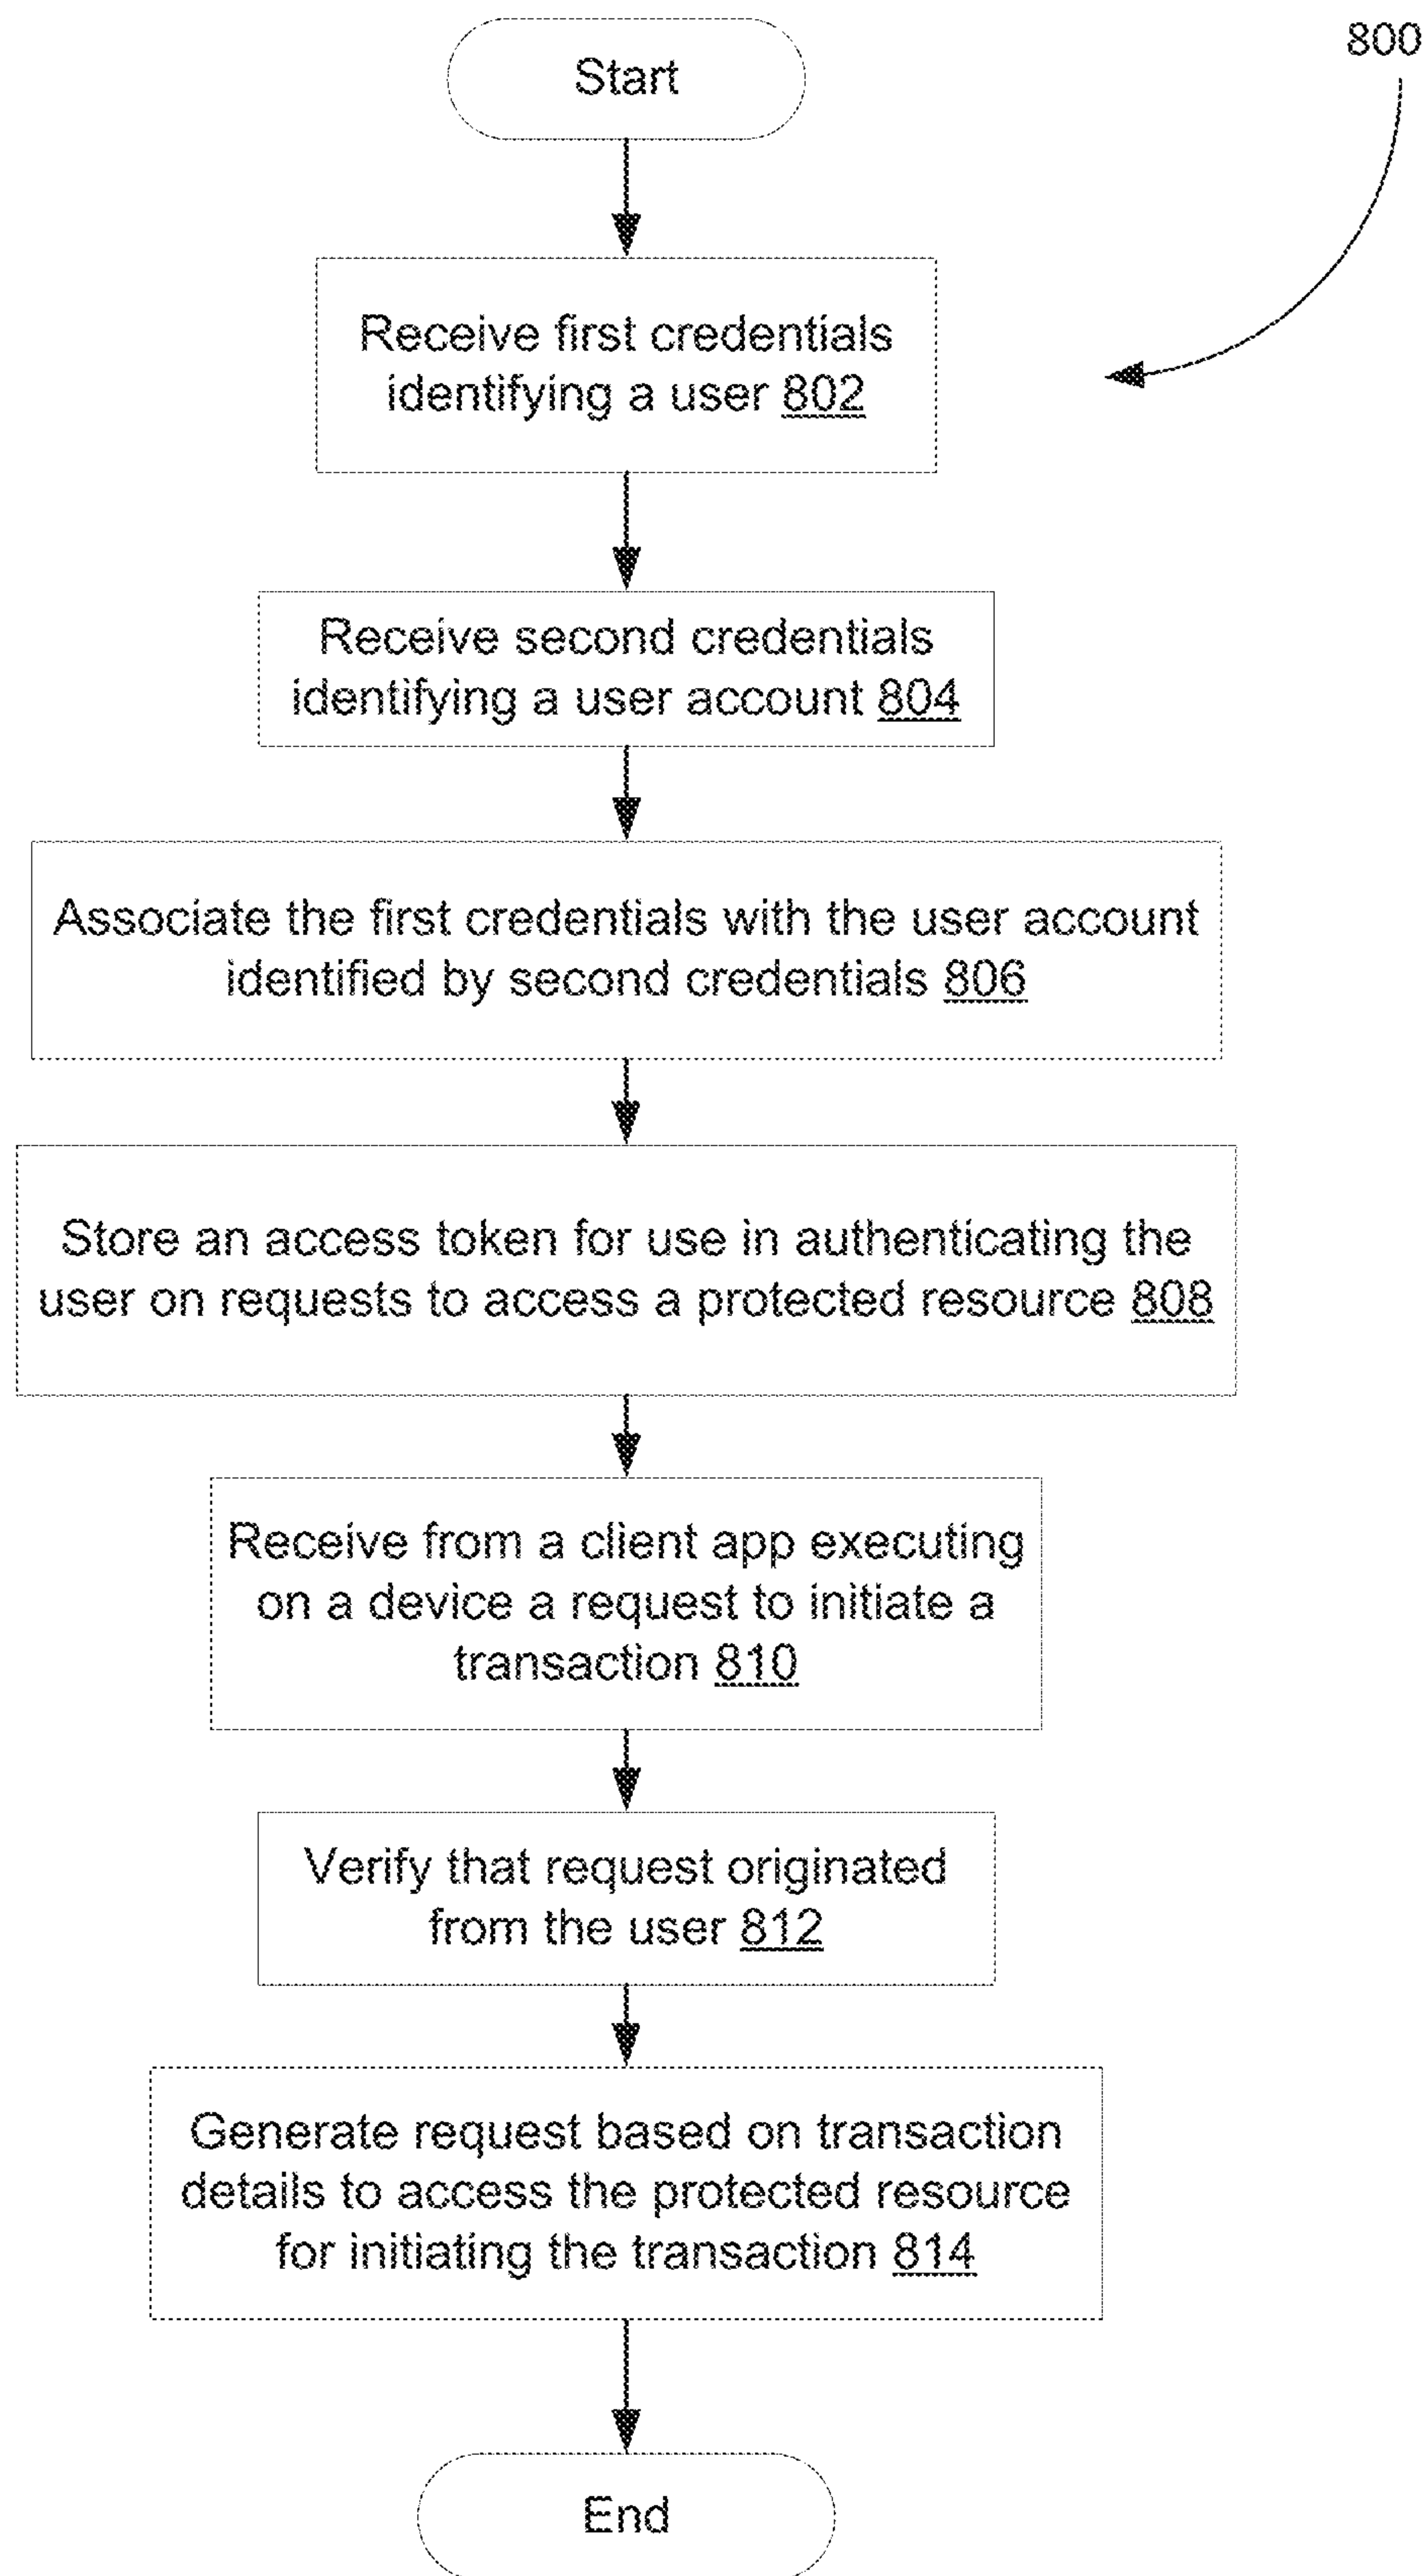 800
Start
Receive first credentials
identifying a user 802
Receive second credentials
identifying a user account 804
Associate the first credentials with the user account
identified by second credentials 806
Store an access token for use in authenticating the
user on requests to access a protected resource 808
Receive from a client app executing
on a device a request to initiate a
transaction 810
Verify that request originated
from the user 812
Generate request based on transaction
details to access the protected resource
for initiating the transaction 814
End